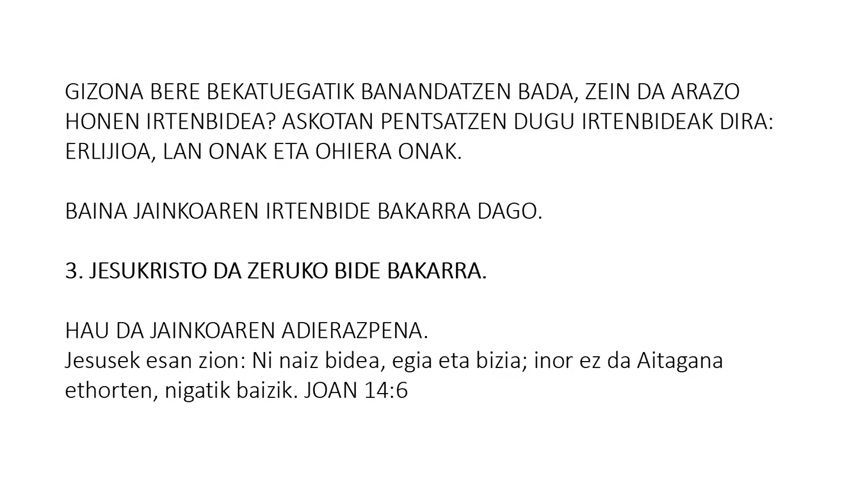 GIZONA BERE BEKATUEGATIK BANANDATZEN BADA, ZEIN DA ARAZO
HONEN IRTENBIDEA? ASKOTAN PENTSATZEN DUGU IRTENBIDEAK DIRA:
ERLIJIOA, LAN ONAK ETA OHIERA ONAK.
BAINA JAINKOAREN IRTENBIDE BAKARRA DAGO.
3. JESUKRISTO DA ZERUKO BIDE BAKARRA.
HAU DA JAINKOAREN ADIERAZPENA.
Jesusek esan zion: Ni naiz bidea, egia eta bizia; inor ez da Aitagana
ethorten, nigatik baizik. JOAN 14:6